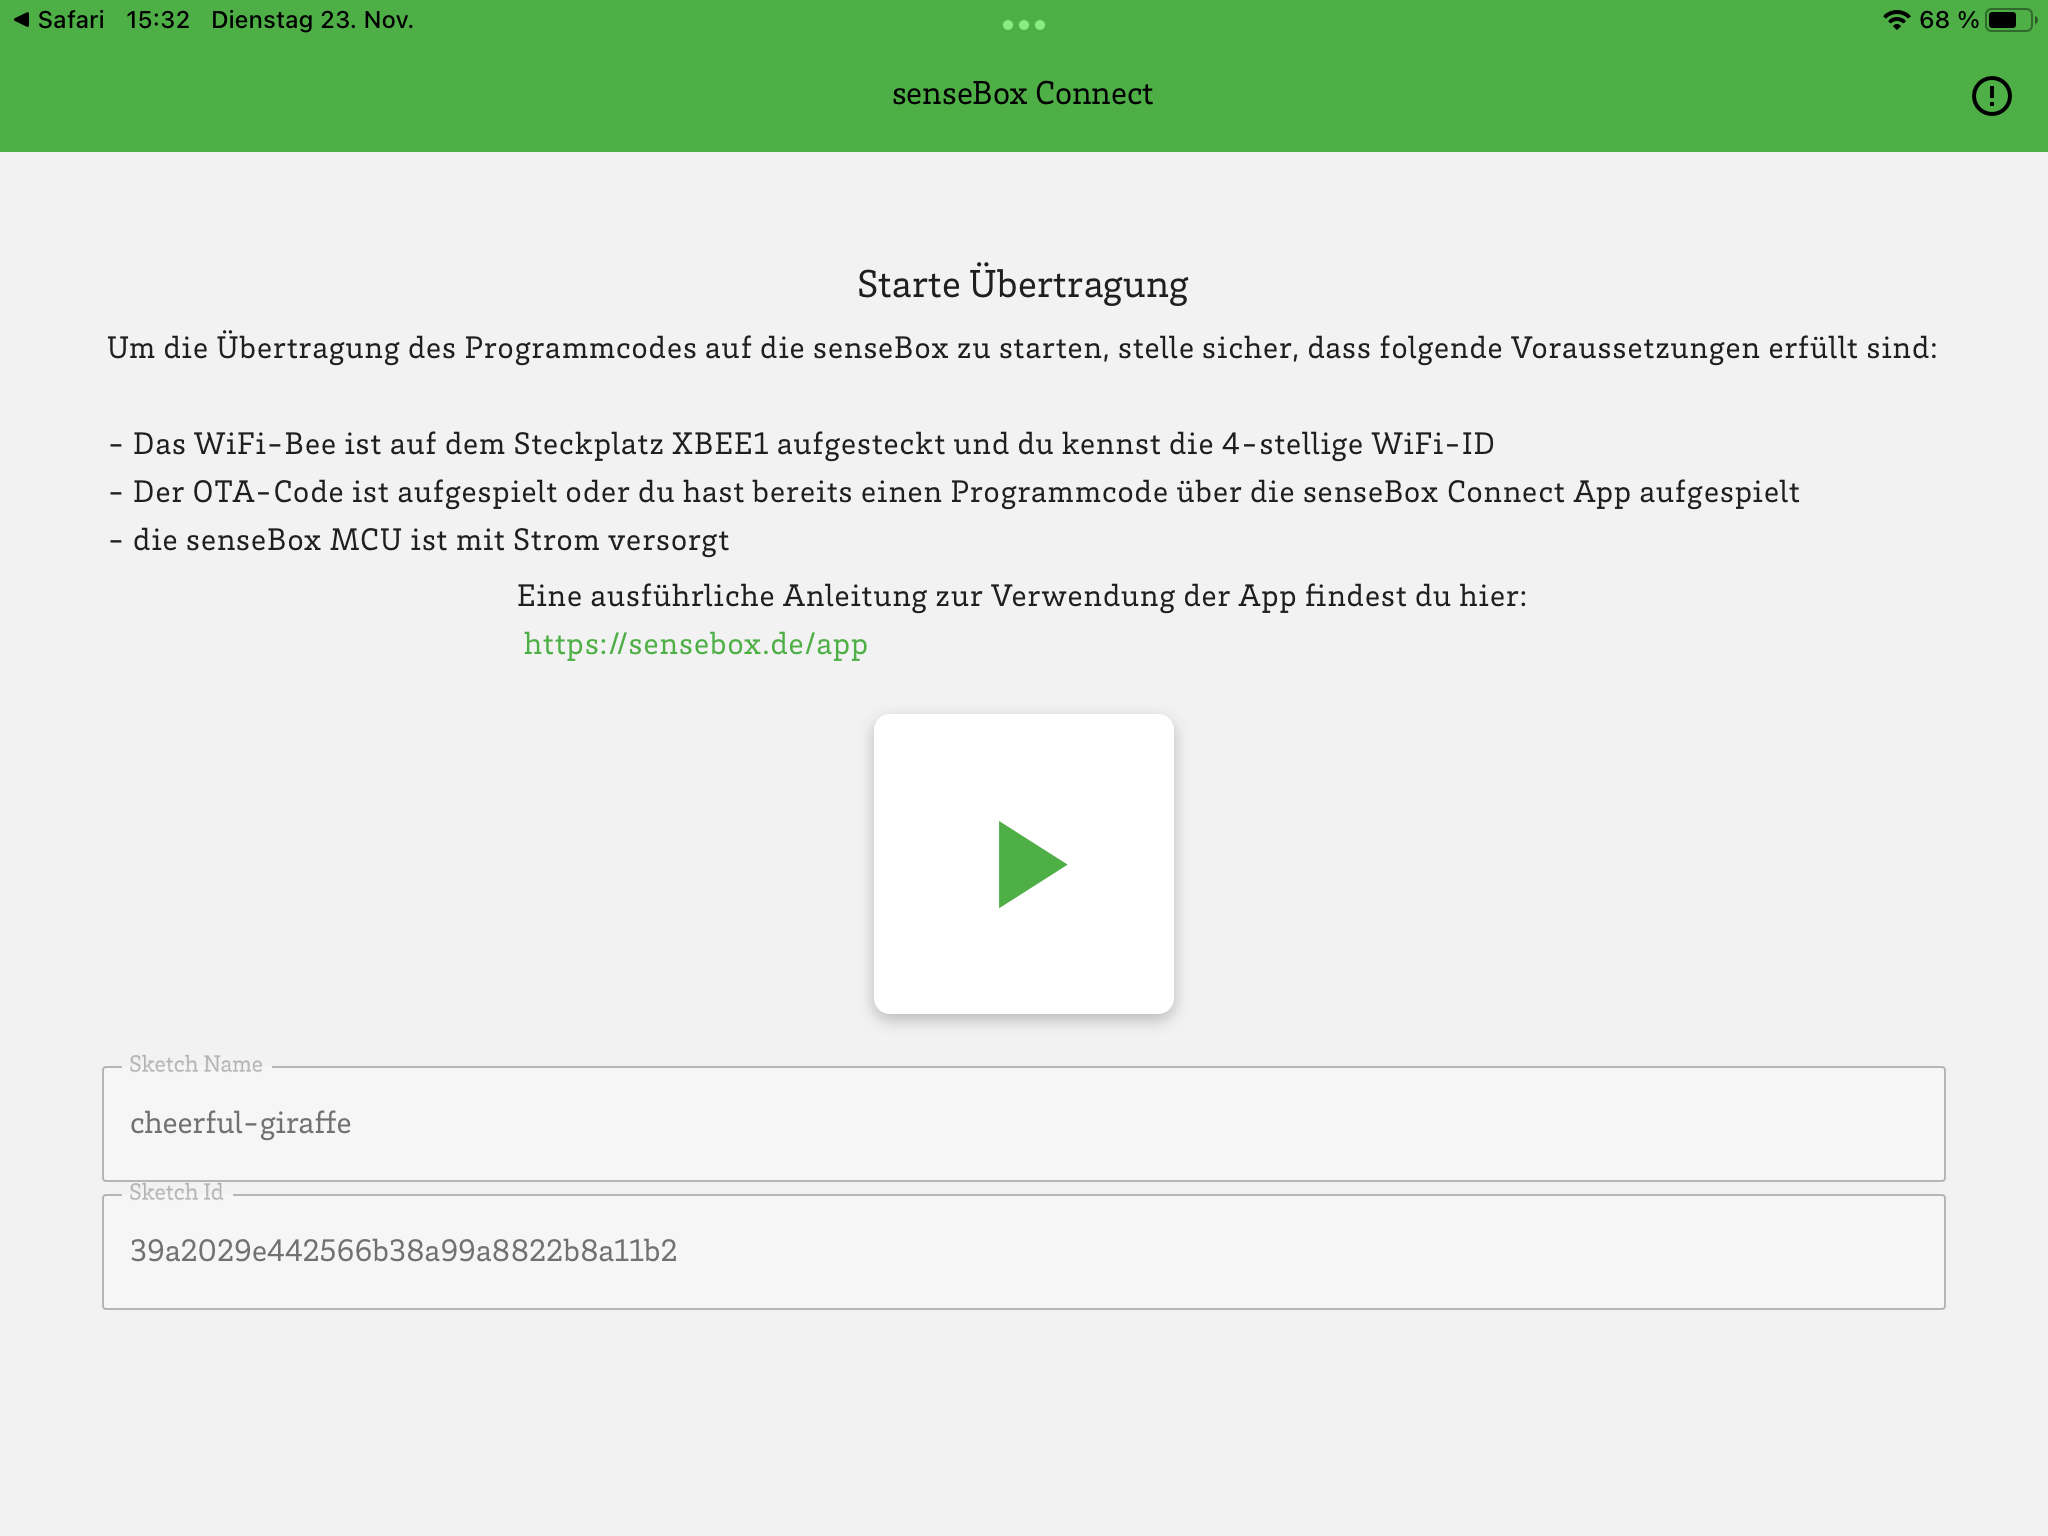 Safari 15:32 Dienstag 23. Nov. 68 %
senseBox Connect
Starte Übertragung
Um die Übertragung des Programmcodes auf die senseBox zu starten, stelle sicher, dass folgende Voraussetzungen erfüllt sind:
- Das WiFi-Bee ist auf dem Steckplatz XBEE1 aufgesteckt und du kennst die 4-stellige WiFi-ID
- Der OTA-Code ist aufgespielt oder du hast bereits einen Programmcode über die senseBox Connect App aufgespielt
- die senseBox MCU ist mit Strom versorgt
Eine ausführliche Anleitung zur Verwendung der App findest du hier:
https://sensebox.de/app
Sketch Name
cheerful-giraffe
Sketch Id
39a2029e442566b38a99a8822b8a11b2